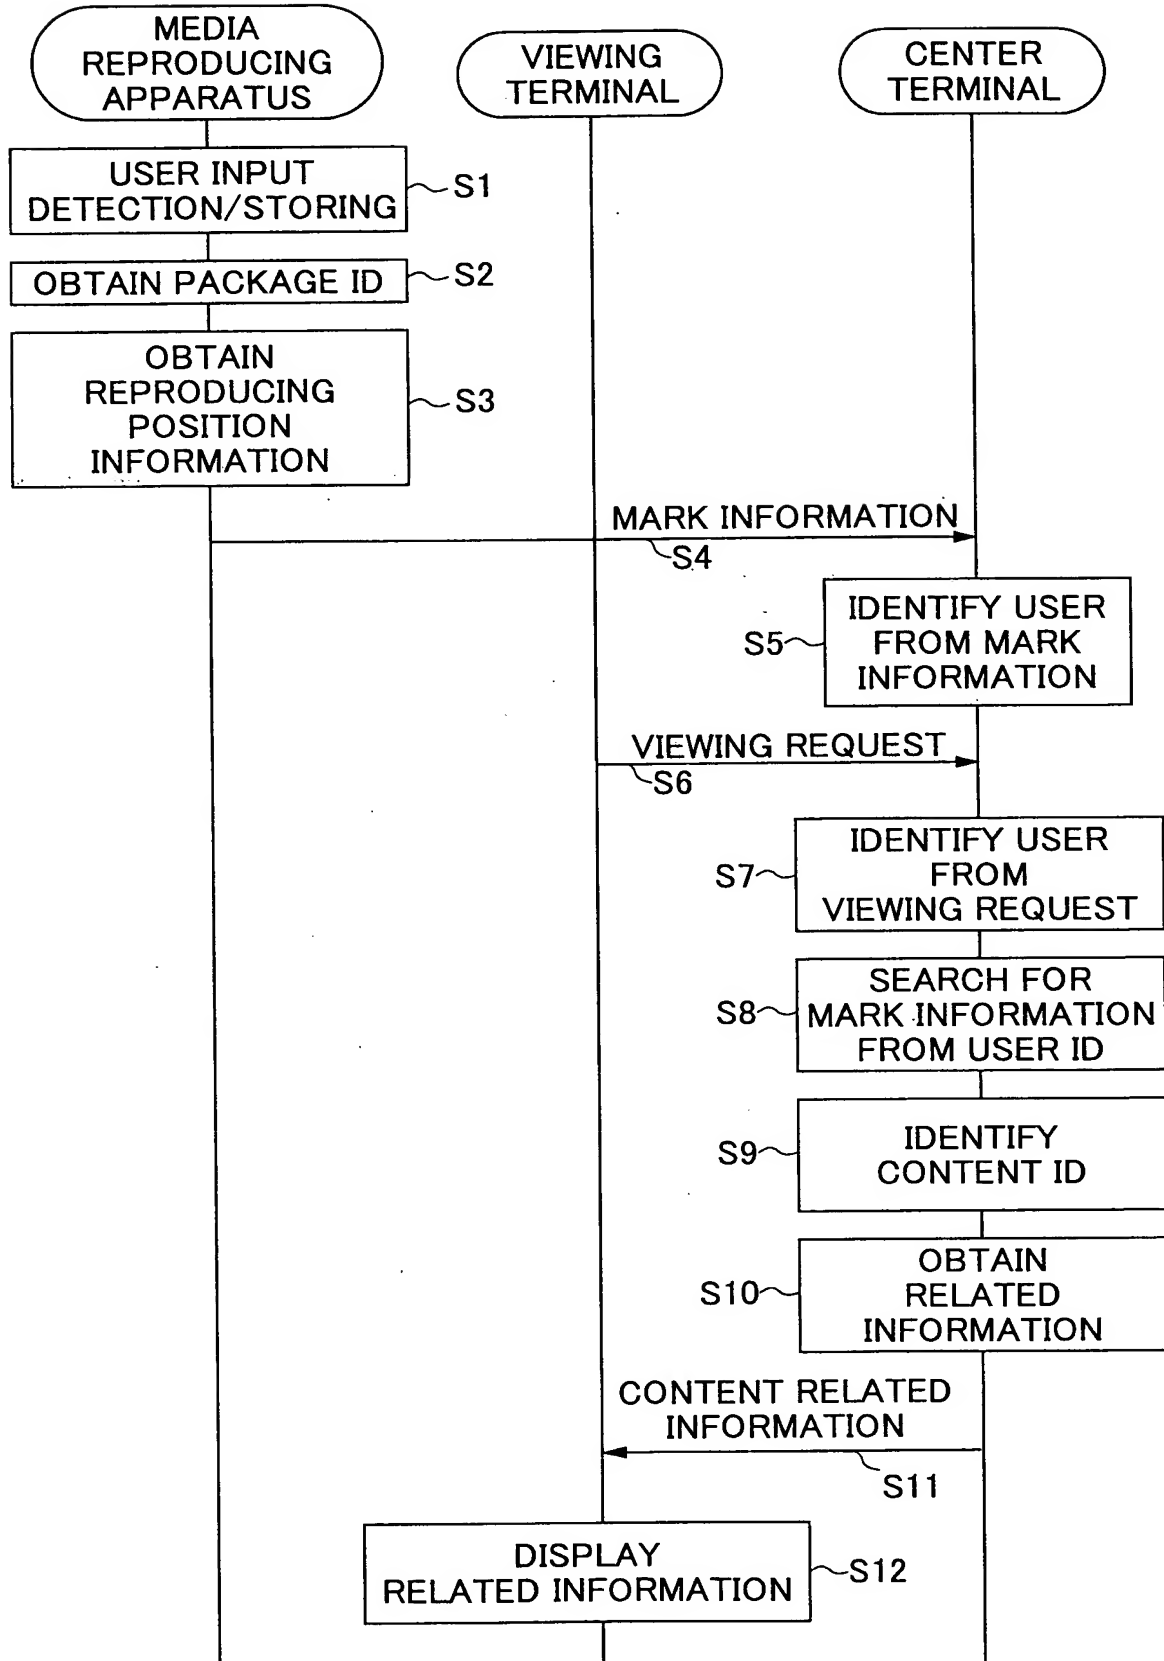 MEDIA
REPRODUCING
APPARATUS
VIEWING
TERMINAL
CENTER
TERMINAL
USER INPUT
DETECTION/STORING
S1
OBTAIN PACKAGE ID
S2
OBTAIN
REPRODUCING
POSITION
INFORMATION
S3
MARK INFORMATION
S4
IDENTIFY USER
FROM MARK
INFORMATION
S5
VIEWING REQUEST
S6
IDENTIFY USER
FROM
VIEWING REQUEST
S7
SEARCH FOR
MARK INFORMATION
FROM USER ID
S8
IDENTIFY
CONTENT ID
S9
OBTAIN
RELATED
INFORMATION
S10
CONTENT RELATED
INFORMATION
S11
DISPLAY
RELATED INFORMATION
S12